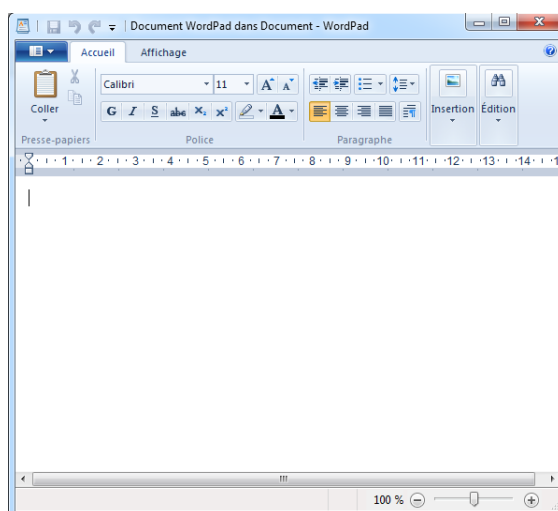 Document WordPad dans Document - WordPad
Accueil Affichage
Calibri 11
Coller
G I S abc X₂ X² A
Insertion Édition
Presse-papiers Police Paragraphe
1 2 3 4 5 6 7 8 9 10 11 12 13 14 1
100 %